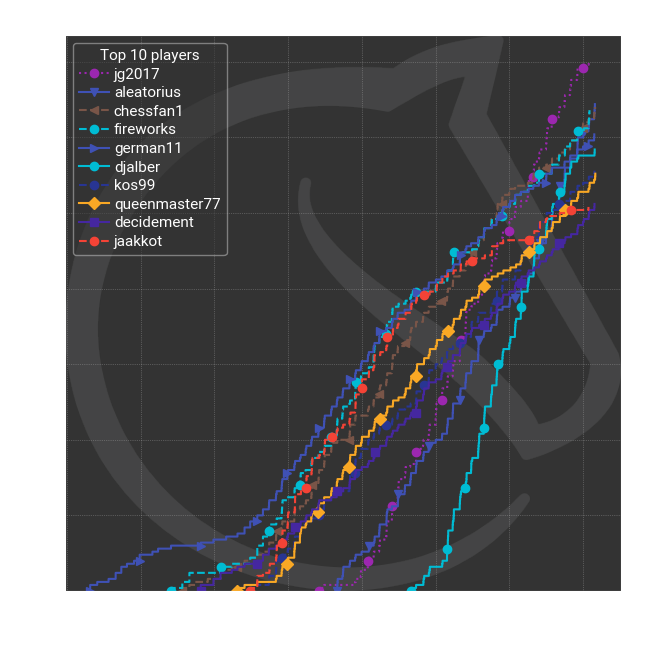 Top 10 players
jg2017
aleatorius
chessfan1
fireworks
german11
djalber
kos99
queenmaster77
decidement
jaakkot